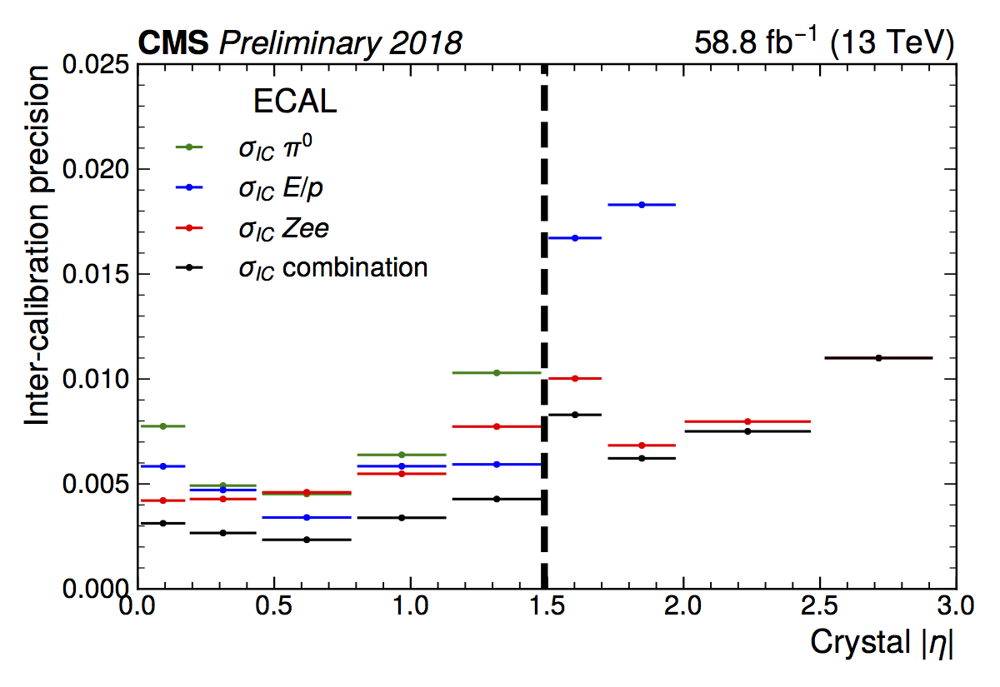 CMS Preliminary 2018 58.8 fb⁻¹ (13 TeV)
Inter-calibration precision
0.025
0.020
0.015
0.010
0.005
0.000
ECAL
σIC π⁰
σIC E/p
σIC Zee
σIC combination
0.0 0.5 1.0 1.5 2.0 2.5 3.0
Crystal |η|